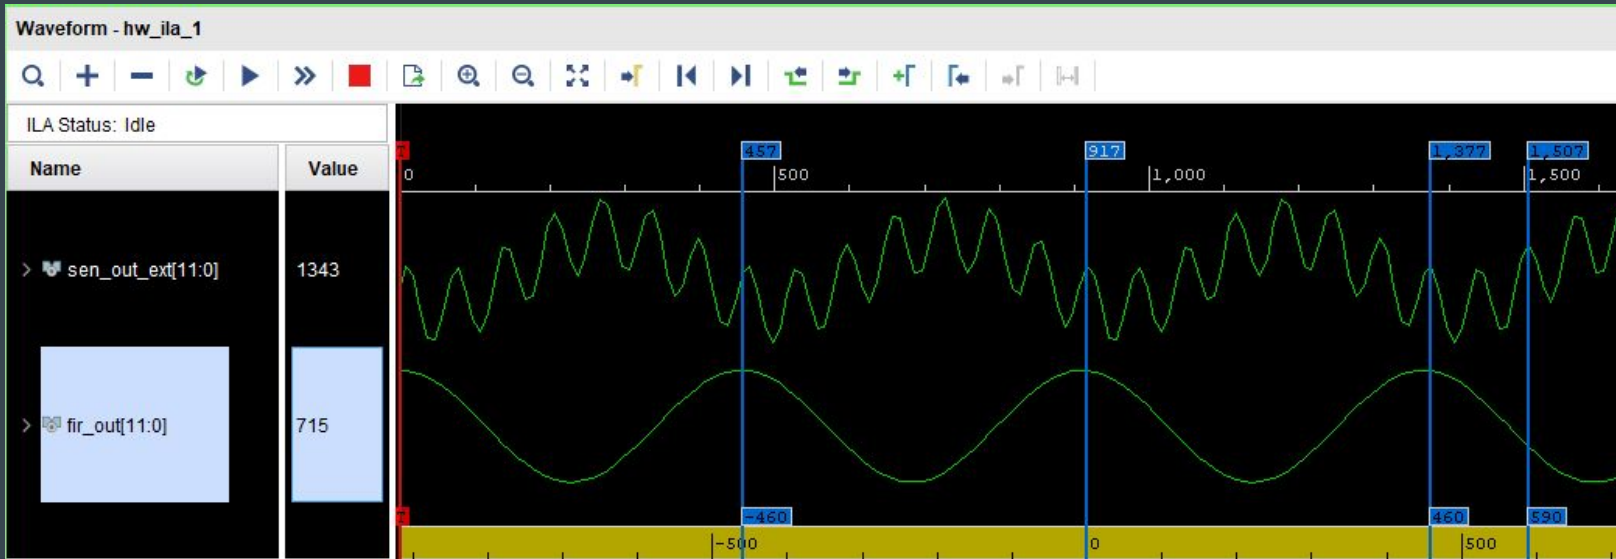 Waveform - hw_ila_1
ILA Status: Idle
Name Value
T 457 917 1,377 1,507
0 500 1,000 1,500
sen_out_ext[11:0] 1343
fir_out[11:0] 715
T -460 460 590
-500 0 500